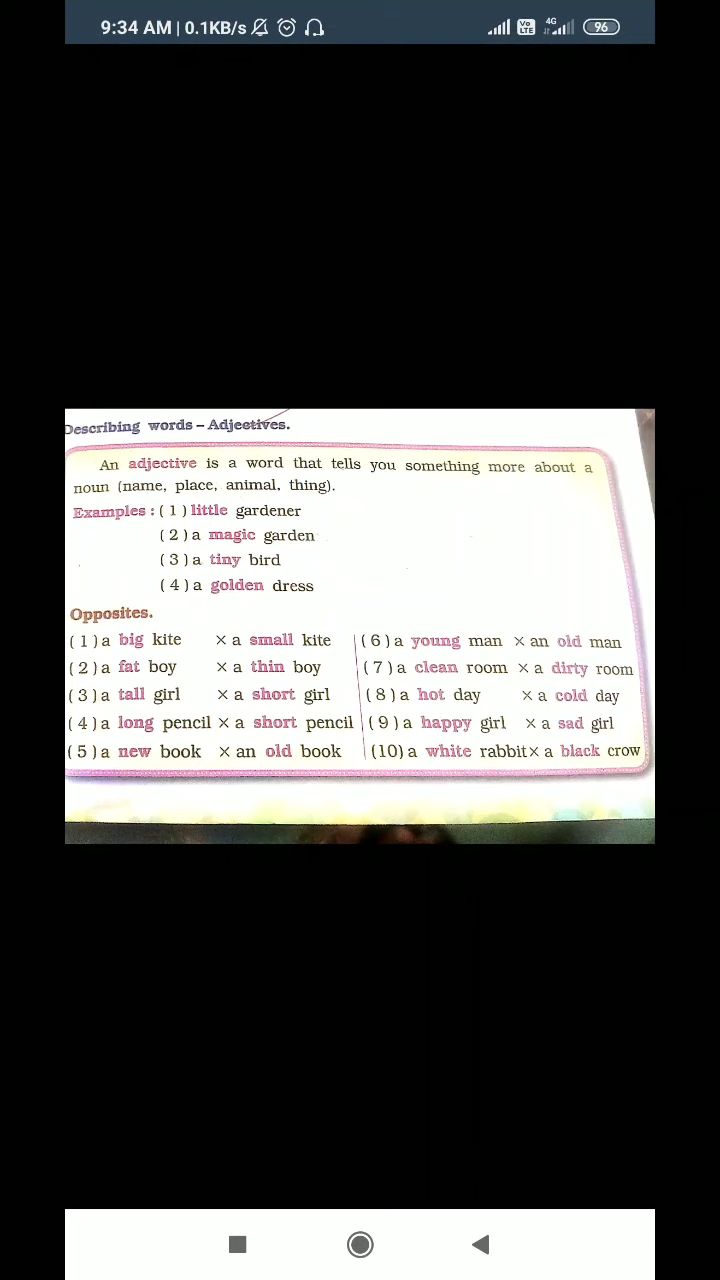 9:34 AM | 0.1KB/s Vo LTE 4G 96
Describing words – Adjectives.
An adjective is a word that tells you something more about a
noun (name, place, animal, thing).
Examples : ( 1 ) little gardener
( 2 ) a magic garden
( 3 ) a tiny bird
( 4 ) a golden dress
Opposites.
( 1 ) a big kite × a small kite
( 2 ) a fat boy × a thin boy
( 3 ) a tall girl × a short girl
( 4 ) a long pencil × a short pencil
( 5 ) a new book × an old book
( 6 ) a young man × an old man
( 7 ) a clean room × a dirty room
( 8 ) a hot day × a cold day
( 9 ) a happy girl × a sad girl
(10) a white rabbit × a black crow